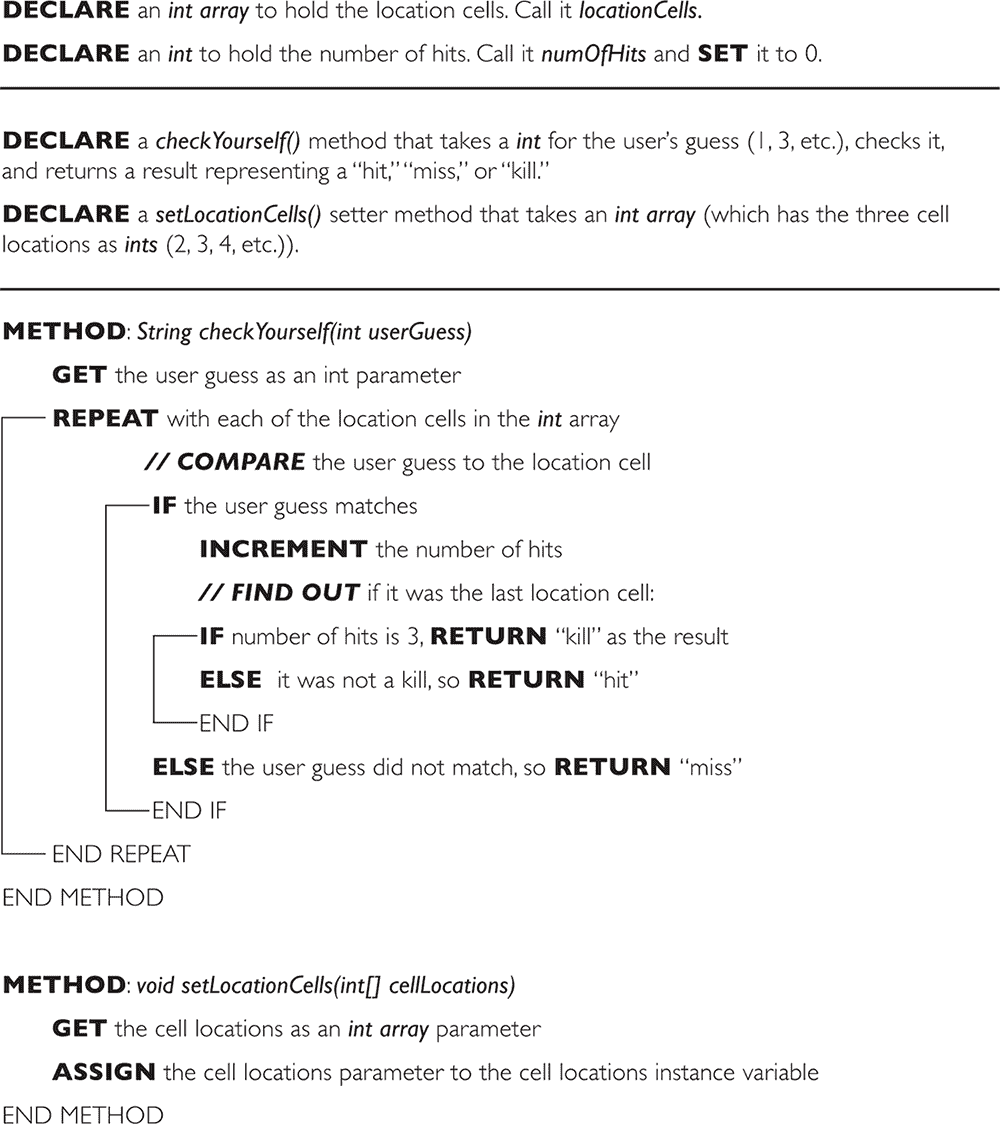 DECLARE an int array to hold the location cells. Call it locationCells.
DECLARE an int to hold the number of hits. Call it numOfHits and SET it to 0.
DECLARE a checkYourself() method that takes a int for the user’s guess (1, 3, etc.), checks it,
and returns a result representing a “hit,” “miss,” or “kill.”
DECLARE a setLocationCells() setter method that takes an int array (which has the three cell
locations as ints (2, 3, 4, etc.)).
METHOD: String checkYourself(int userGuess)
GET the user guess as an int parameter
REPEAT with each of the location cells in the int array
// COMPARE the user guess to the location cell
IF the user guess matches
INCREMENT the number of hits
// FIND OUT if it was the last location cell:
IF number of hits is 3, RETURN “kill” as the result
ELSE it was not a kill, so RETURN “hit”
END IF
ELSE the user guess did not match, so RETURN “miss”
END IF
END REPEAT
END METHOD
METHOD: void setLocationCells(int[] cellLocations)
GET the cell locations as an int array parameter
ASSIGN the cell locations parameter to the cell locations instance variable
END METHOD